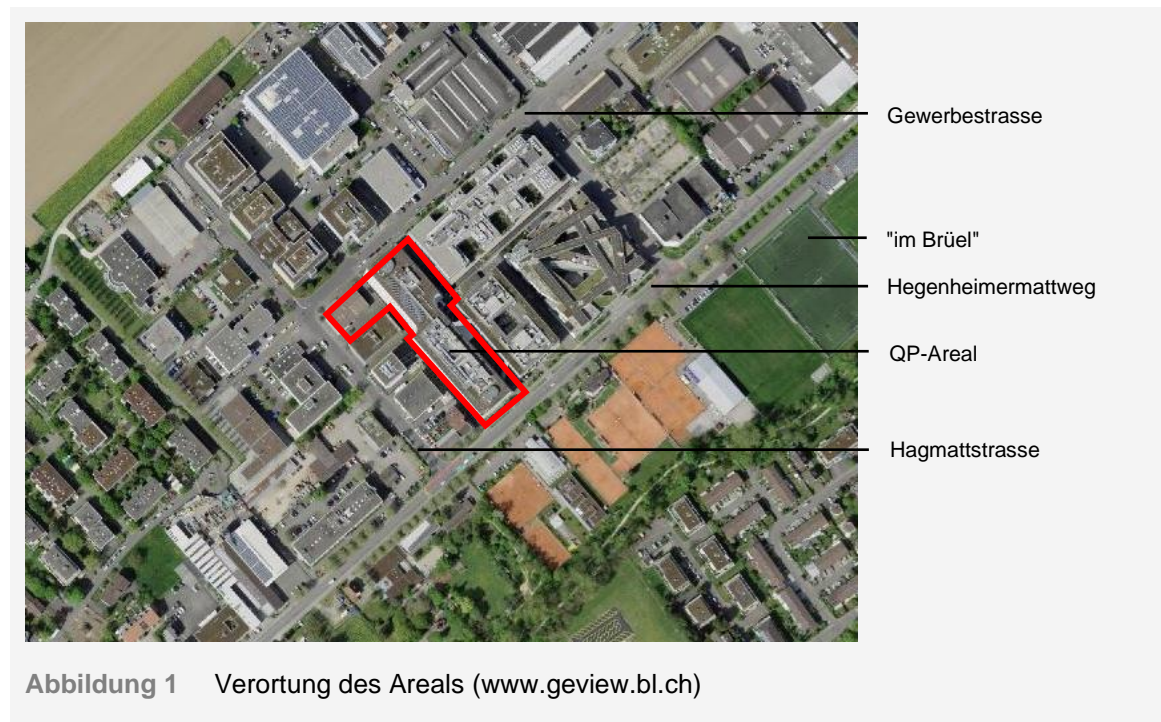 Gewerbestrasse
"im Brüel"
Hegenheimermattweg
QP-Areal
Hagmattstrasse
Abbildung 1 Verortung des Areals (www.geview.bl.ch)